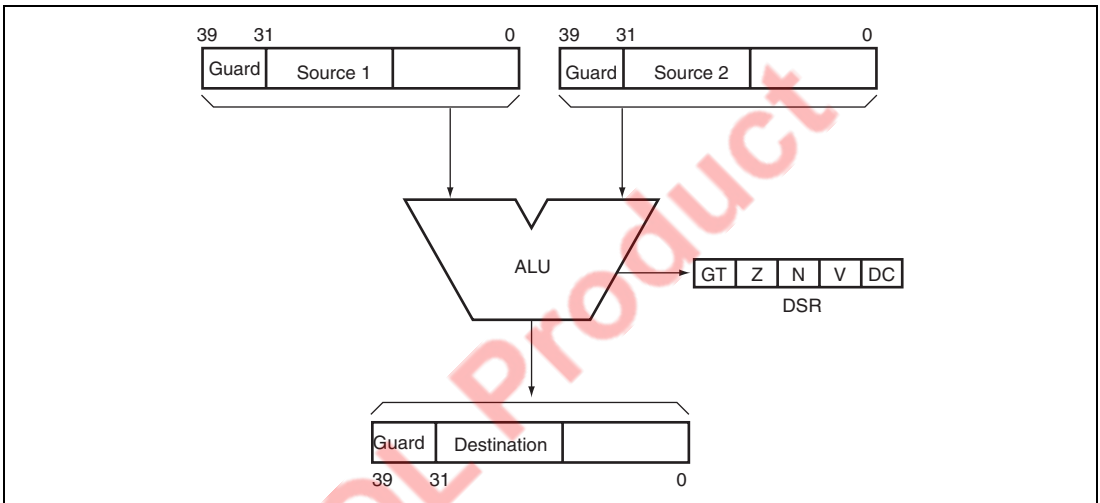 39 31 0 39 31 0
Guard Source 1 Guard Source 2
ALU
GT Z N V DC
DSR
Guard Destination
39 31 0
OL Product